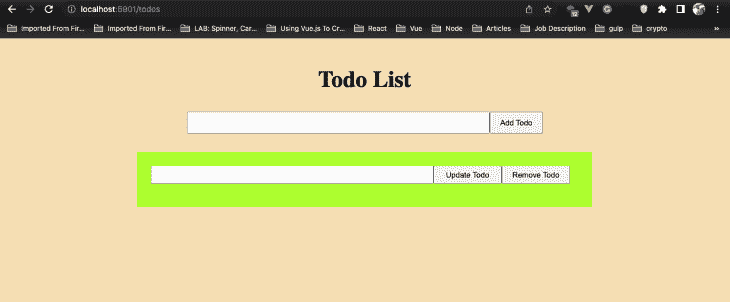 localhost:5901/todos
Imported From Fir... Imported From Fir... LAB: Spinner, Car... Using Vue.js To Cr... React Vue Node Articles Job Description gulp crypto »
Todo List
Add Todo
Update Todo Remove Todo